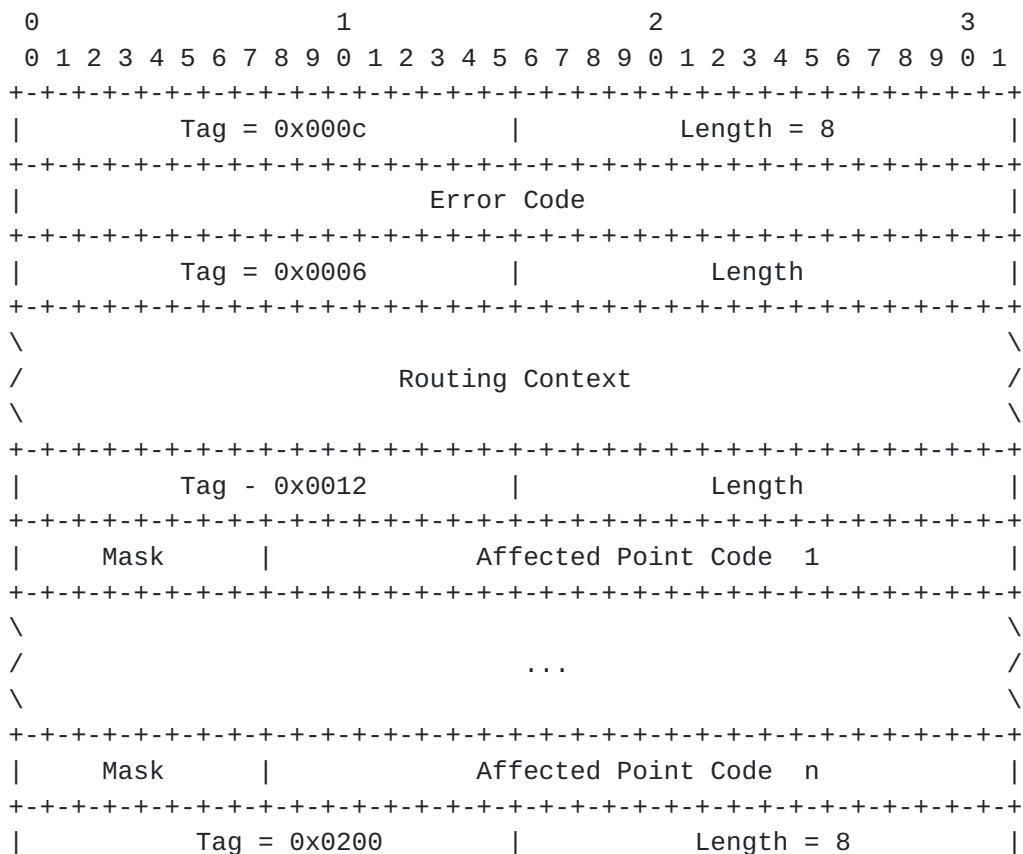 0                   1                   2                   3
 0 1 2 3 4 5 6 7 8 9 0 1 2 3 4 5 6 7 8 9 0 1 2 3 4 5 6 7 8 9 0 1
+-+-+-+-+-+-+-+-+-+-+-+-+-+-+-+-+-+-+-+-+-+-+-+-+-+-+-+-+-+-+-+-+
|          Tag = 0x000c         |          Length = 8           |
+-+-+-+-+-+-+-+-+-+-+-+-+-+-+-+-+-+-+-+-+-+-+-+-+-+-+-+-+-+-+-+-+
|                          Error Code                           |
+-+-+-+-+-+-+-+-+-+-+-+-+-+-+-+-+-+-+-+-+-+-+-+-+-+-+-+-+-+-+-+-+
|          Tag = 0x0006         |            Length             |
+-+-+-+-+-+-+-+-+-+-+-+-+-+-+-+-+-+-+-+-+-+-+-+-+-+-+-+-+-+-+-+-+
\                                                               \
/                        Routing Context                        /
\                                                               \
+-+-+-+-+-+-+-+-+-+-+-+-+-+-+-+-+-+-+-+-+-+-+-+-+-+-+-+-+-+-+-+-+
|          Tag - 0x0012         |            Length             |
+-+-+-+-+-+-+-+-+-+-+-+-+-+-+-+-+-+-+-+-+-+-+-+-+-+-+-+-+-+-+-+-+
|     Mask      |             Affected Point Code  1            |
+-+-+-+-+-+-+-+-+-+-+-+-+-+-+-+-+-+-+-+-+-+-+-+-+-+-+-+-+-+-+-+-+
\                                                               \
/                                ...                            /
\                                                               \
+-+-+-+-+-+-+-+-+-+-+-+-+-+-+-+-+-+-+-+-+-+-+-+-+-+-+-+-+-+-+-+-+
|     Mask      |             Affected Point Code  n            |
+-+-+-+-+-+-+-+-+-+-+-+-+-+-+-+-+-+-+-+-+-+-+-+-+-+-+-+-+-+-+-+-+
|           Tag = 0x0200        |           Length = 8          |